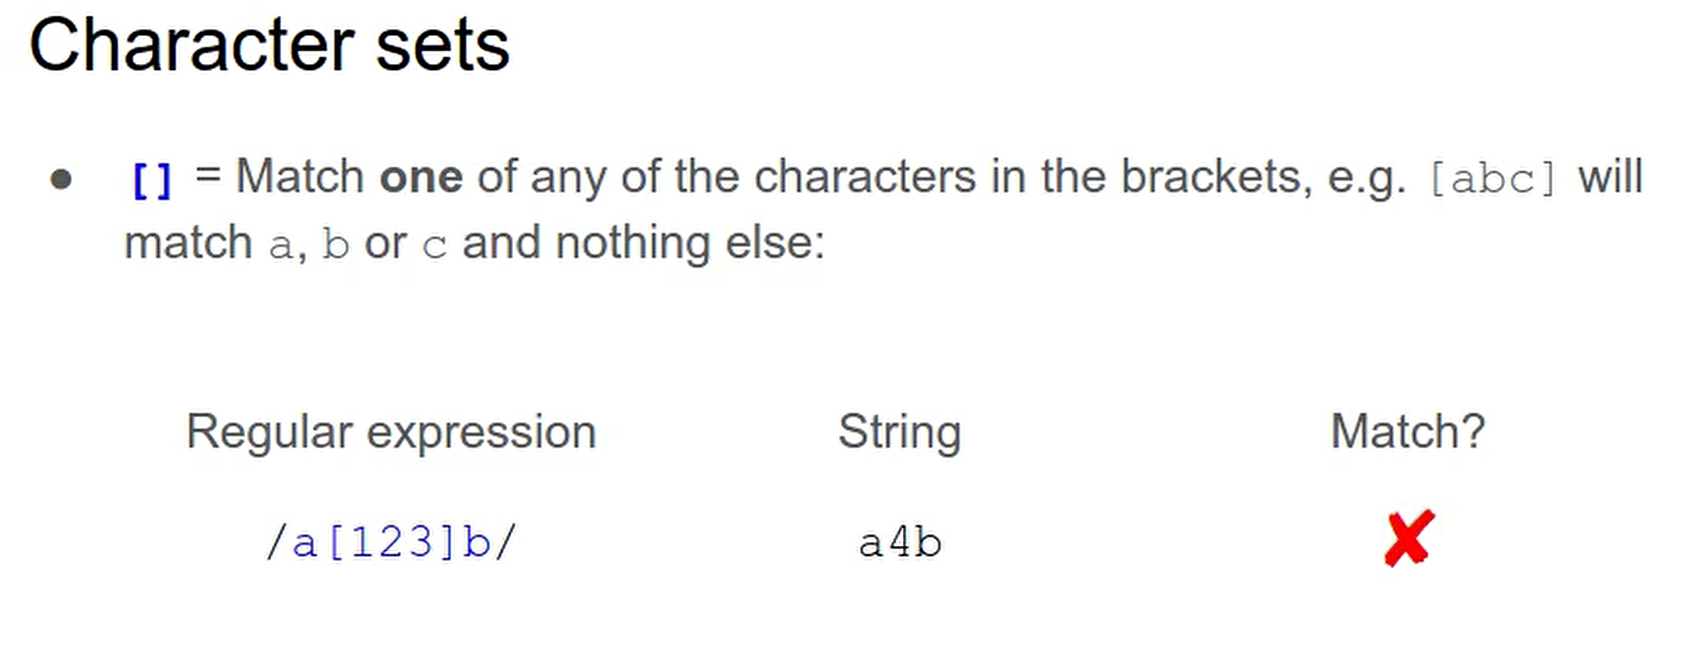 Character sets
● [] = Match one of any of the characters in the brackets, e.g. [abc] will
match a, b or c and nothing else:
Regular expression String Match?
/a[123]b/ a4b ✘